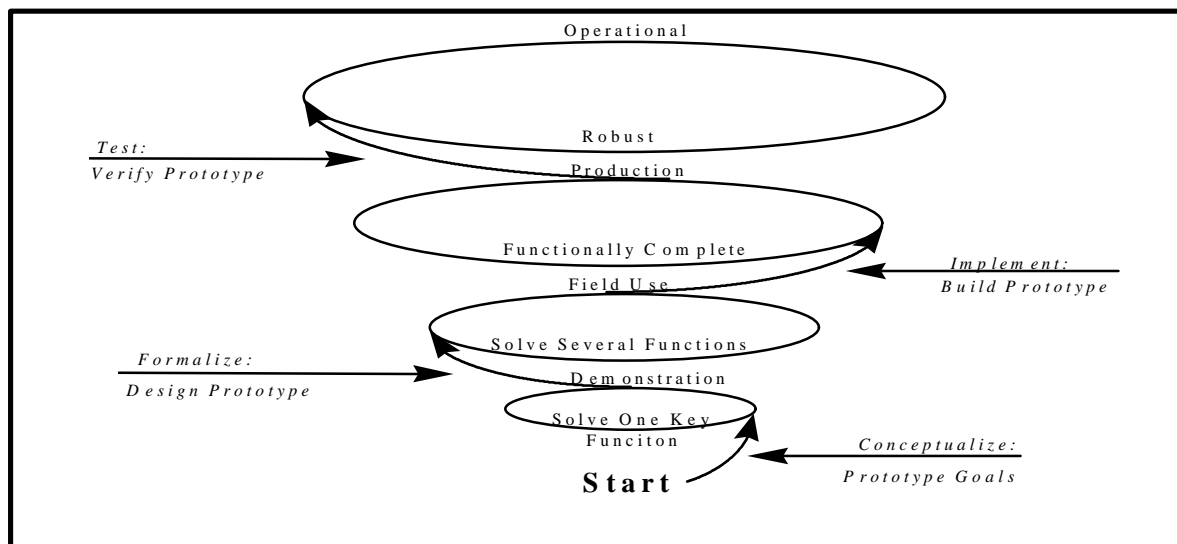 Operational
Robust
Test:
Verify Prototype
Production
Functionally Complete
Implement:
Build Prototype
Field Use
Solve Several Functions
Formalize:
Design Prototype
Demonstration
Solve One Key
Funciton
Conceptualize:
Prototype Goals
Start